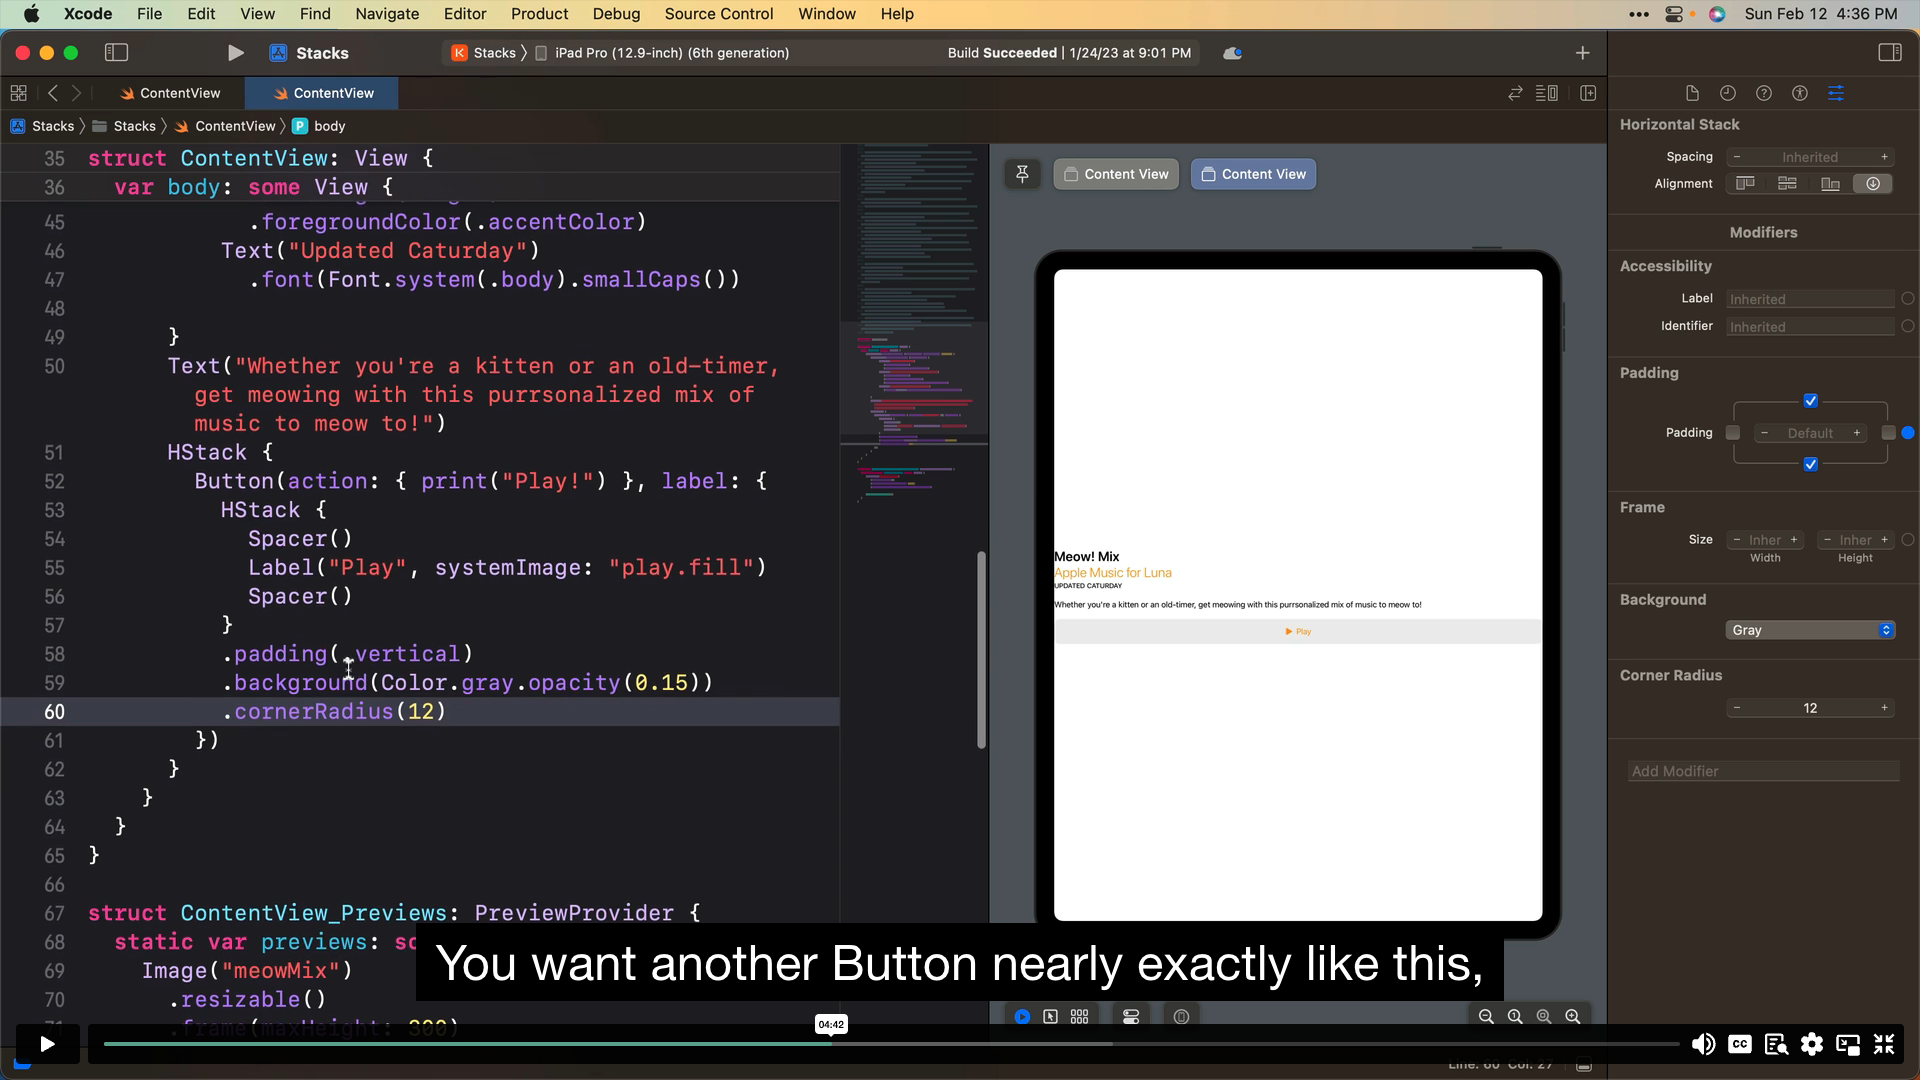 Xcode File Edit View Find Navigate Editor Product Debug Source Control Window Help
Sun Feb 12 4:36 PM
Stacks
Stacks
iPad Pro (12.9-inch) (6th generation)
Build Succeeded | 1/24/23 at 9:01 PM
ContentView
ContentView
Stacks Stacks ContentView body
35 struct ContentView: View {
36 var body: some View {
45 .foregroundColor(.accentColor)
46 Text("Updated Caturday")
47 .font(Font.system(.body).smallCaps())
48
49 }
50 Text("Whether you're a kitten or an old-timer,
get meowing with this purrsonalized mix of
music to meow to!")
51 HStack {
52 Button(action: { print("Play!") }, label: {
53 HStack {
54 Spacer()
55 Label("Play", systemImage: "play.fill")
56 Spacer()
57 }
58 .padding(.vertical)
59 .background(Color.gray.opacity(0.15))
60 .cornerRadius(12)
61 })
62 }
63 }
64 }
65 }
66
67 struct ContentView_Previews: PreviewProvider {
68 static var previews:
69 Image("meowMix")
70 .resizable()
.frame(maxHeight: 300)
Content View
Content View
Meow! Mix
Apple Music for Luna
UPDATED CATURDAY
Whether you're a kitten or an old-timer, get meowing with this purrsonalized mix of music to meow to!
Play
Horizontal Stack
Spacing
Inherited
Alignment
Modifiers
Accessibility
Label
Inherited
Identifier
Inherited
Padding
Padding
Default
Frame
Size
Inher
Inher
Width
Height
Background
Gray
Corner Radius
12
Add Modifier
You want another Button nearly exactly like this,
04:42
CC
Line: 60 Col: 27